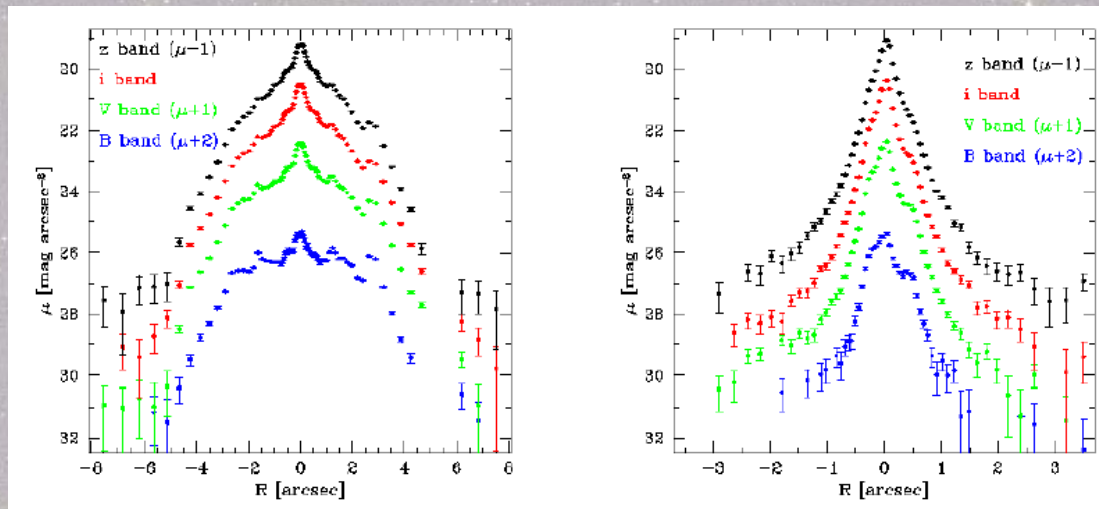 z band (μ−1)
i band
V band (μ+1)
B band (μ+2)
20
22
24
26
28
30
32
μ [mag arcsec⁻²]
−8 −6 −4 −2 0 2 4 6 8
R [arcsec]
z band (μ−1)
i band
V band (μ+1)
B band (μ+2)
20
22
24
26
28
30
32
μ [mag arcsec⁻²]
−3 −2 −1 0 1 2 3
R [arcsec]